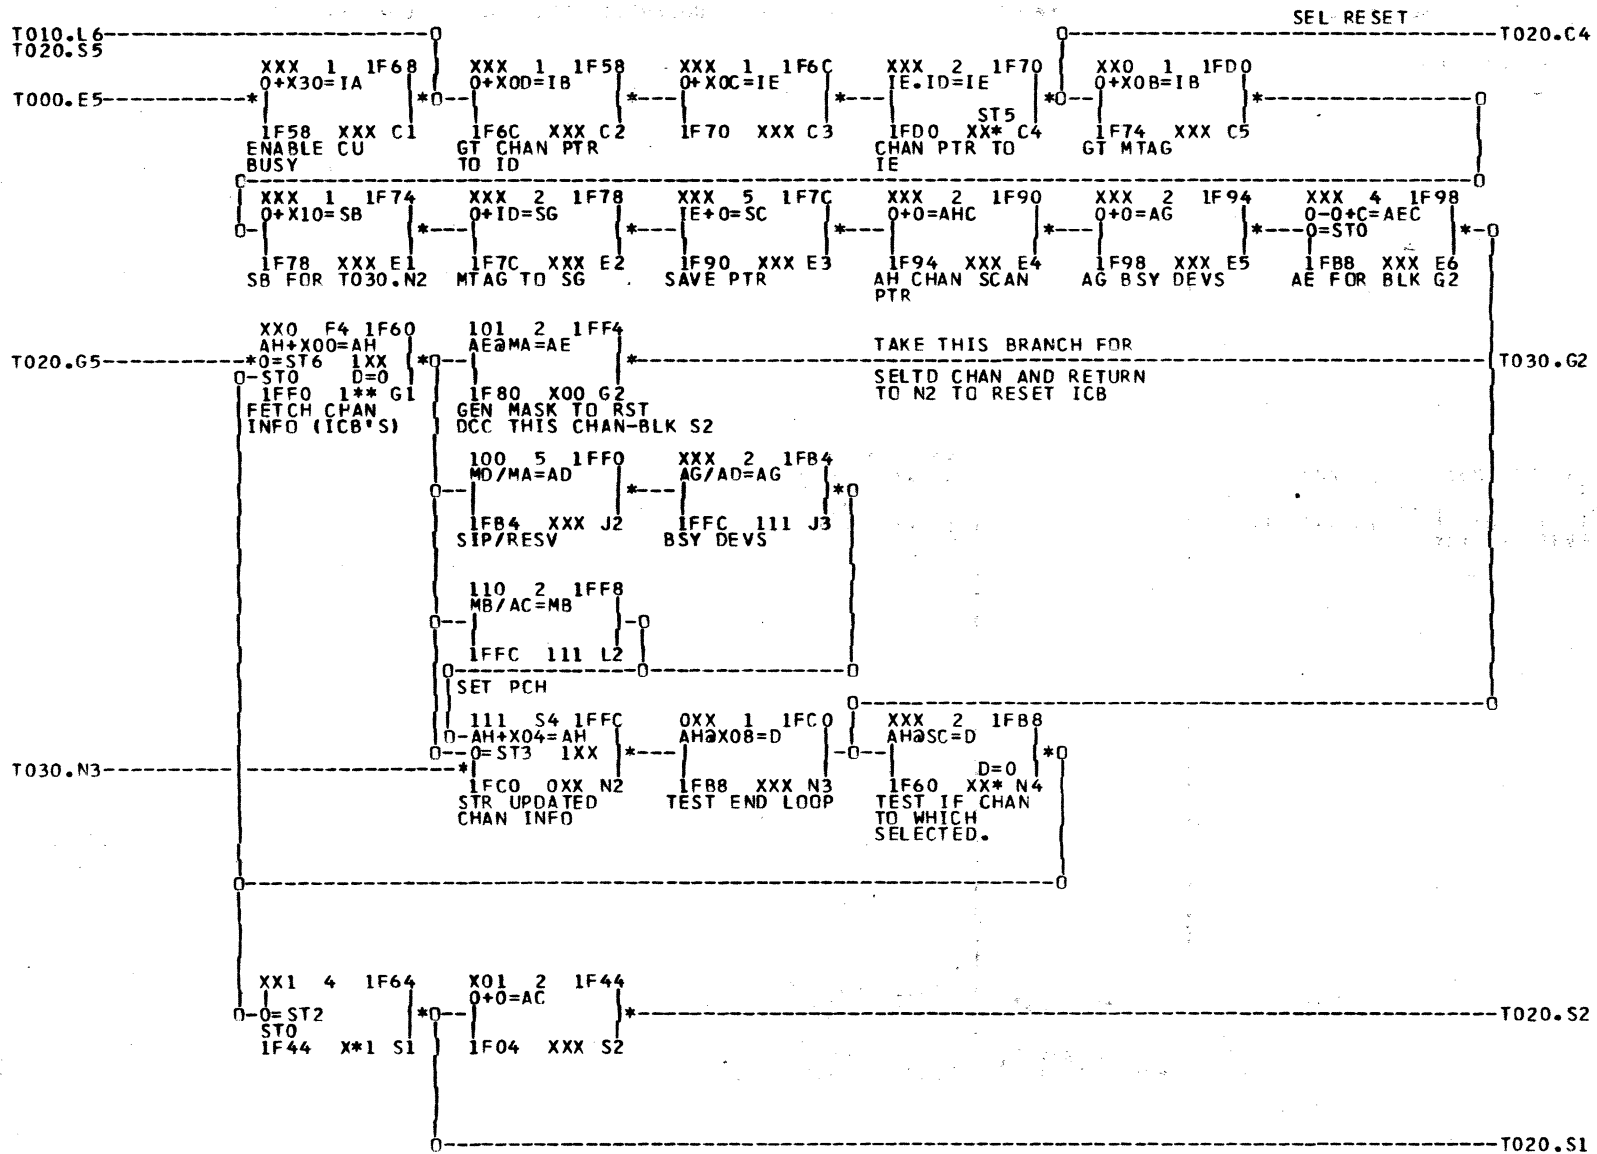 SEL RESET
T010.L6 T020.C4
T020.S5
XXX 1 1F68 XXX 1 1F58 XXX 1 1F6C XXX 2 1F70 XX0 1 1FD0
0+X30=IA 0+X0D=IB 0+X0C=IE IE.ID=IE 0+X0B=IB
T000.E5
ST5
1F58 XXX C1 1F6C XXX C2 1F70 XXX C3 1FD0 XX* C4 1F74 XXX C5
ENABLE CU GT CHAN PTR CHAN PTR TO GT MTAG
BUSY TO ID IE
XXX 1 1F74 XXX 2 1F78 XXX 5 1F7C XXX 2 1F90 XXX 2 1F94 XXX 4 1F98
0+X10=SB 0+ID=SG IE+0=SC 0+0=AHC 0+0=AG 0-0+C=AEC
0=ST0
1F78 XXX E1 1F7C XXX E2 1F90 XXX E3 1F94 XXX E4 1F98 XXX E5 1FB8 XXX E6
SB FOR T030.N2 MTAG TO SG SAVE PTR AH CHAN SCAN AG BSY DEVS AE FOR BLK G2
PTR
XX0 F4 1F60 101 2 1FF4
AH+X00=AH AE@MA=AE TAKE THIS BRANCH FOR
T020.G5 *0=ST6 1XX T030.G2
ST0 D=0 SELTD CHAN AND RETURN
1FF0 1** G1 1F80 X00 G2 TO N2 TO RESET ICB
FETCH CHAN GEN MASK TO RST
INFO (ICB'S) DCC THIS CHAN-BLK S2
100 5 1FF0 XXX 2 1FB4
MD/MA=AD AG/AD=AG
1FB4 XXX J2 1FFC 111 J3
SIP/RESV BSY DEVS
110 2 1FF8
MB/AC=MB
1FFC 111 L2
SET PCH
111 S4 1FFC 0XX 1 1FC0 XXX 2 1FB8
AH+X04=AH AH@X08=D AH@SC=D
0=ST3 1XX
T030.N3 D=0
1FC0 0XX N2 1FB8 XXX N3 1F60 XX* N4
STR UPDATED TEST END LOOP TEST IF CHAN
CHAN INFO TO WHICH
SELECTED.
XX1 4 1F64 X01 2 1F44
0+0=AC
0=ST2 T020.S2
ST0
1F44 X*1 S1 1F04 XXX S2
T020.S1